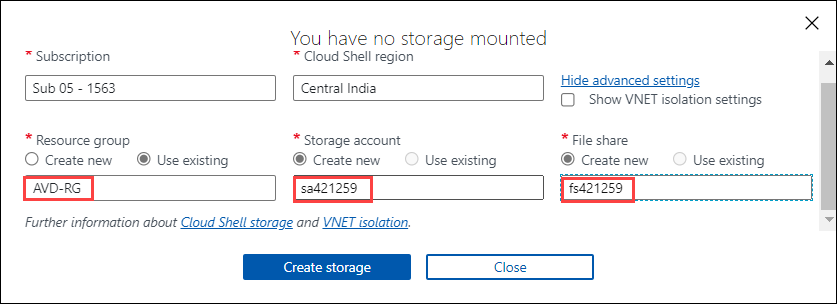 You have no storage mounted
* Subscription
* Cloud Shell region
Sub 05 - 1563
Central India
Hide advanced settings
Show VNET isolation settings
* Resource group
Create new
Use existing
AVD-RG
* Storage account
Create new
Use existing
sa421259
* File share
Create new
Use existing
fs421259
Further information about Cloud Shell storage and VNET isolation.
Create storage
Close